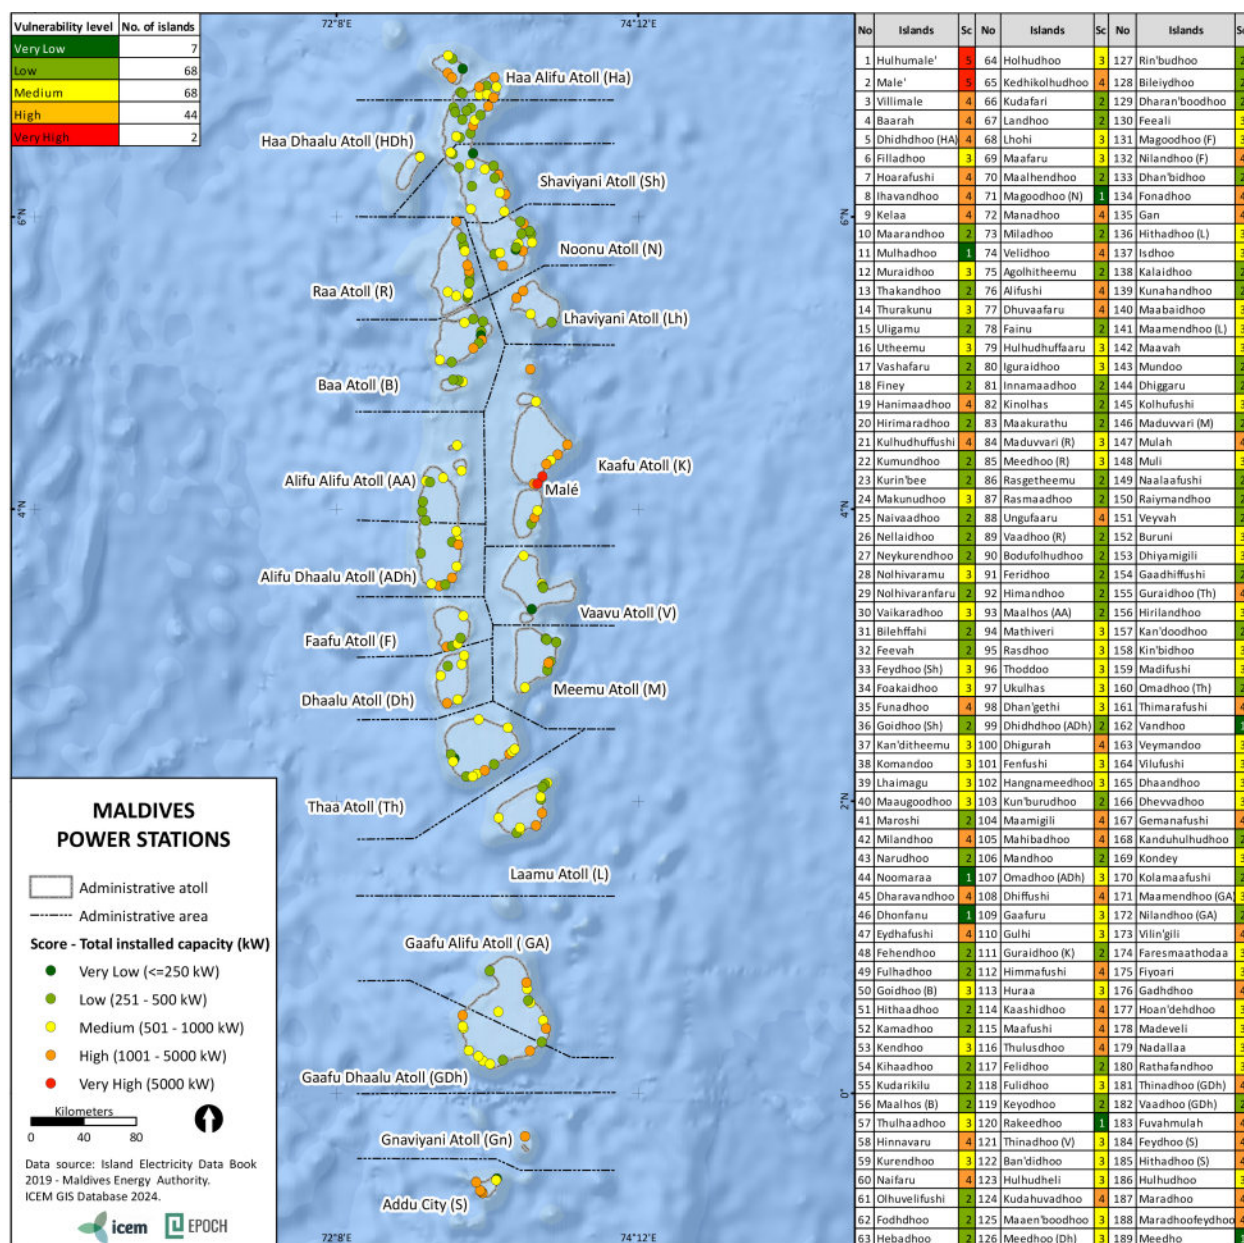 Vulnerability level No. of islands
Very Low 7
Low 68
Medium 68
High 44
Very High 2
72°8'E
74°12'E
6°N
4°N
2°N
0°
6°N
4°N
2°N
0°
72°8'E
74°12'E
Haa Alifu Atoll (Ha)
Haa Dhaalu Atoll (HDh)
Shaviyani Atoll (Sh)
Noonu Atoll (N)
Raa Atoll (R)
Lhaviyani Atoll (Lh)
Baa Atoll (B)
Kaafu Atoll (K)
Alifu Alifu Atoll (AA)
Malé
Alifu Dhaalu Atoll (ADh)
Vaavu Atoll (V)
Faafu Atoll (F)
Meemu Atoll (M)
Dhaalu Atoll (Dh)
Thaa Atoll (Th)
Laamu Atoll (L)
Gaafu Alifu Atoll ( GA)
Gaafu Dhaalu Atoll (GDh)
Gnaviyani Atoll (Gn)
Addu City (S)
MALDIVES
POWER STATIONS
Administrative atoll
Administrative area
Score - Total installed capacity (kW)
Very Low (<=250 kW)
Low (251 - 500 kW)
Medium (501 - 1000 kW)
High (1001 - 5000 kW)
Very High (5000 kW)
Kilometers
0 40 80
Data source: Island Electricity Data Book
2019 - Maldives Energy Authority.
ICEM GIS Database 2024.
icem EPOCH
No Islands Sc No Islands Sc No Islands
1 Hulhumale' 5 64 Holhudhoo 3 127 Rin'budhoo
2 Male' 5 65 Kedhikolhudhoo 4 128 Bileiydhoo
3 Villimale 4 66 Kudafari 2 129 Dharan'boodhoo
4 Baarah 4 67 Landhoo 2 130 Feeali
5 Dhidhdhoo (HA) 4 68 Lhohi 3 131 Magoodhoo (F)
6 Filladhoo 3 69 Maafaru 3 132 Nilandhoo (F)
7 Hoarafushi 4 70 Maalhendhoo 2 133 Dhan'bidhoo
8 Ihavandhoo 4 71 Magoodhoo (N) 1 134 Fonadhoo
9 Kelaa 4 72 Manadhoo 4 135 Gan
10 Maarandhoo 2 73 Miladhoo 2 136 Hithadhoo (L)
11 Mulhadhoo 1 74 Velidhoo 4 137 Isdhoo
12 Muraidhoo 3 75 Agolhitheemu 2 138 Kalaidhoo
13 Thakandhoo 2 76 Alifushi 4 139 Kunahandhoo
14 Thurakunu 3 77 Dhuvaafaru 4 140 Maabaidhoo
15 Uligamu 2 78 Fainu 2 141 Maamendhoo (L)
16 Utheemu 3 79 Hulhudhuffaaru 3 142 Maavah
17 Vashafaru 2 80 Iguraidhoo 3 143 Mundoo
18 Finey 2 81 Innamaadhoo 2 144 Dhiggaru
19 Hanimaadhoo 4 82 Kinolhas 2 145 Kolhufushi
20 Hirimaradhoo 2 83 Maakurathu 2 146 Maduvvari (M)
21 Kulhudhuffushi 4 84 Maduvvari (R) 3 147 Mulah
22 Kumundhoo 2 85 Meedhoo (R) 3 148 Muli
23 Kurin'bee 2 86 Rasgetheemu 2 149 Naalaafushi
24 Makunudhoo 3 87 Rasmaadhoo 2 150 Raiymandhoo
25 Naivaadhoo 2 88 Ungufaaru 4 151 Veyvah
26 Nellaidhoo 2 89 Vaadhoo (R) 2 152 Buruni
27 Neykurendhoo 2 90 Bodufolhudhoo 2 153 Dhiyamigili
28 Nolhivaramu 3 91 Feridhoo 2 154 Gaadhiffushi
29 Nolhivaranfaru 2 92 Himandhoo 2 155 Guraidhoo (Th)
30 Vaikaradhoo 3 93 Maalhos (AA) 2 156 Hirilandhoo
31 Bilehffahi 2 94 Mathiveri 3 157 Kan'doodhoo
32 Feevah 2 95 Rasdhoo 3 158 Kin'bidhoo
33 Feydhoo (Sh) 3 96 Thoddoo 3 159 Madifushi
34 Foakaidhoo 3 97 Ukulhas 3 160 Omadhoo (Th)
35 Funadhoo 4 98 Dhan'gethi 3 161 Thimarafushi
36 Goidhoo (Sh) 2 99 Dhidhdhoo (ADh) 2 162 Vandhoo
37 Kan'ditheemu 3 100 Dhigurah 4 163 Veymandoo
38 Komandoo 3 101 Fenfushi 3 164 Vilufushi
39 Lhaimagu 3 102 Hangnameedhoo 3 165 Dhaandhoo
40 Maaugoodhoo 3 103 Kun'burudhoo 2 166 Dhevvadhoo
41 Maroshi 2 104 Maamigili 4 167 Gemanafushi
42 Milandhoo 4 105 Mahibadhoo 4 168 Kanduhulhudhoo
43 Narudhoo 2 106 Mandhoo 2 169 Kondey
44 Noomaraa 1 107 Omadhoo (ADh) 3 170 Kolamaafushi
45 Dharavandhoo 4 108 Dhiffushi 4 171 Maamendhoo (GA)
46 Dhonfanu 1 109 Gaafuru 3 172 Nilandhoo (GA)
47 Eydhafushi 4 110 Gulhi 3 173 Vilin'gili
48 Fehendhoo 2 111 Guraidhoo (K) 2 174 Faresmaathodaa
49 Fulhadhoo 2 112 Himmafushi 4 175 Fiyoari
50 Goidhoo (B) 3 113 Huraa 3 176 Gadhdhoo
51 Hithaadhoo 2 114 Kaashidhoo 4 177 Hoan'dehdhoo
52 Kamadhoo 2 115 Maafushi 4 178 Madeveli
53 Kendhoo 3 116 Thulusdhoo 4 179 Nadallaa
54 Kihaadhoo 2 117 Felidhoo 2 180 Rathafandhoo
55 Kudarikilu 2 118 Fulidhoo 3 181 Thinadhoo (GDh)
56 Maalhos (B) 2 119 Keyodhoo 2 182 Vaadhoo (GDh)
57 Thulhaadhoo 3 120 Rakeedhoo 1 183 Fuvahmulah
58 Hinnavaru 4 121 Thinadhoo (V) 3 184 Feydhoo (S)
59 Kurendhoo 3 122 Ban'didhoo 3 185 Hithadhoo (S)
60 Naifaru 4 123 Hulhudheli 3 186 Hulhudhoo
61 Olhuvelifushi 2 124 Kudahuvadhoo 4 187 Maradhoo
62 Fodhdhoo 2 125 Maaen'boodhoo 3 188 Maradhoofeydhoo
63 Hebadhoo 2 126 Meedhoo (Dh) 3 189 Meedho